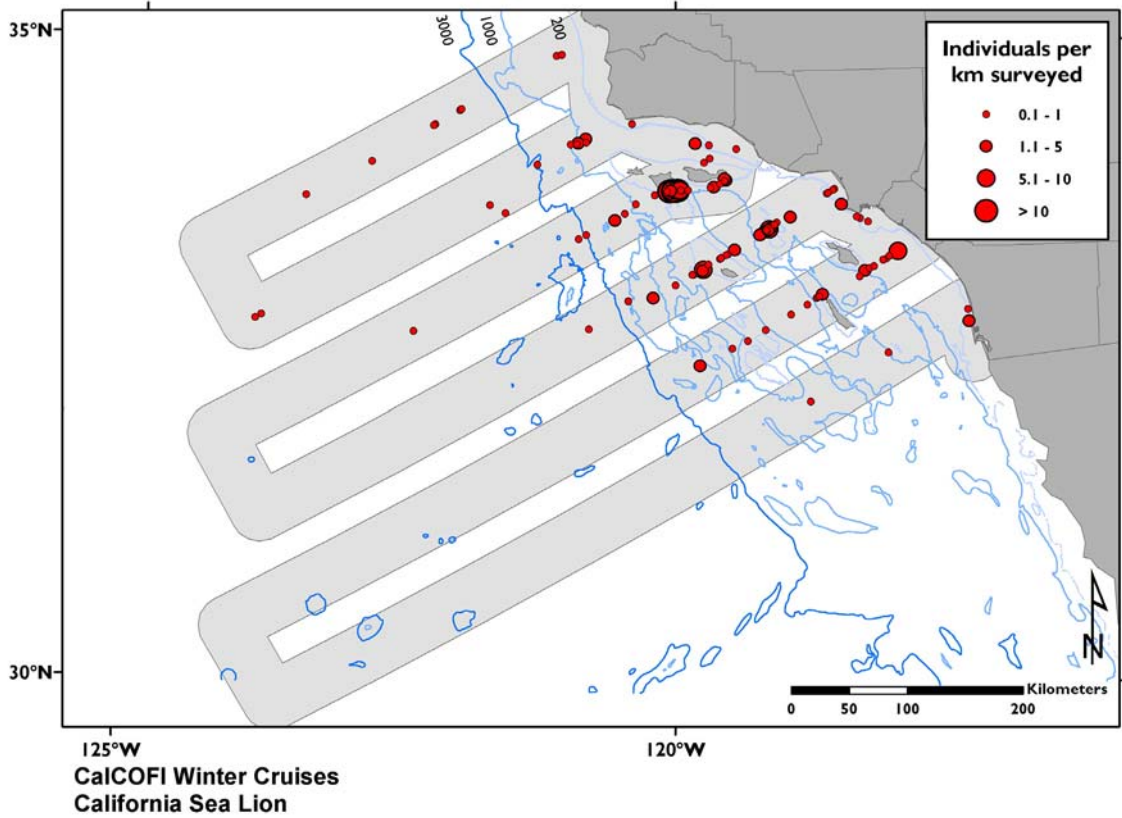 35°N
3000
1000
200
Individuals per
km surveyed
0.1 - 1
1.1 - 5
5.1 - 10
> 10
30°N
N
Kilometers
0 50 100 200
125°W 120°W
CalCOFI Winter Cruises
California Sea Lion